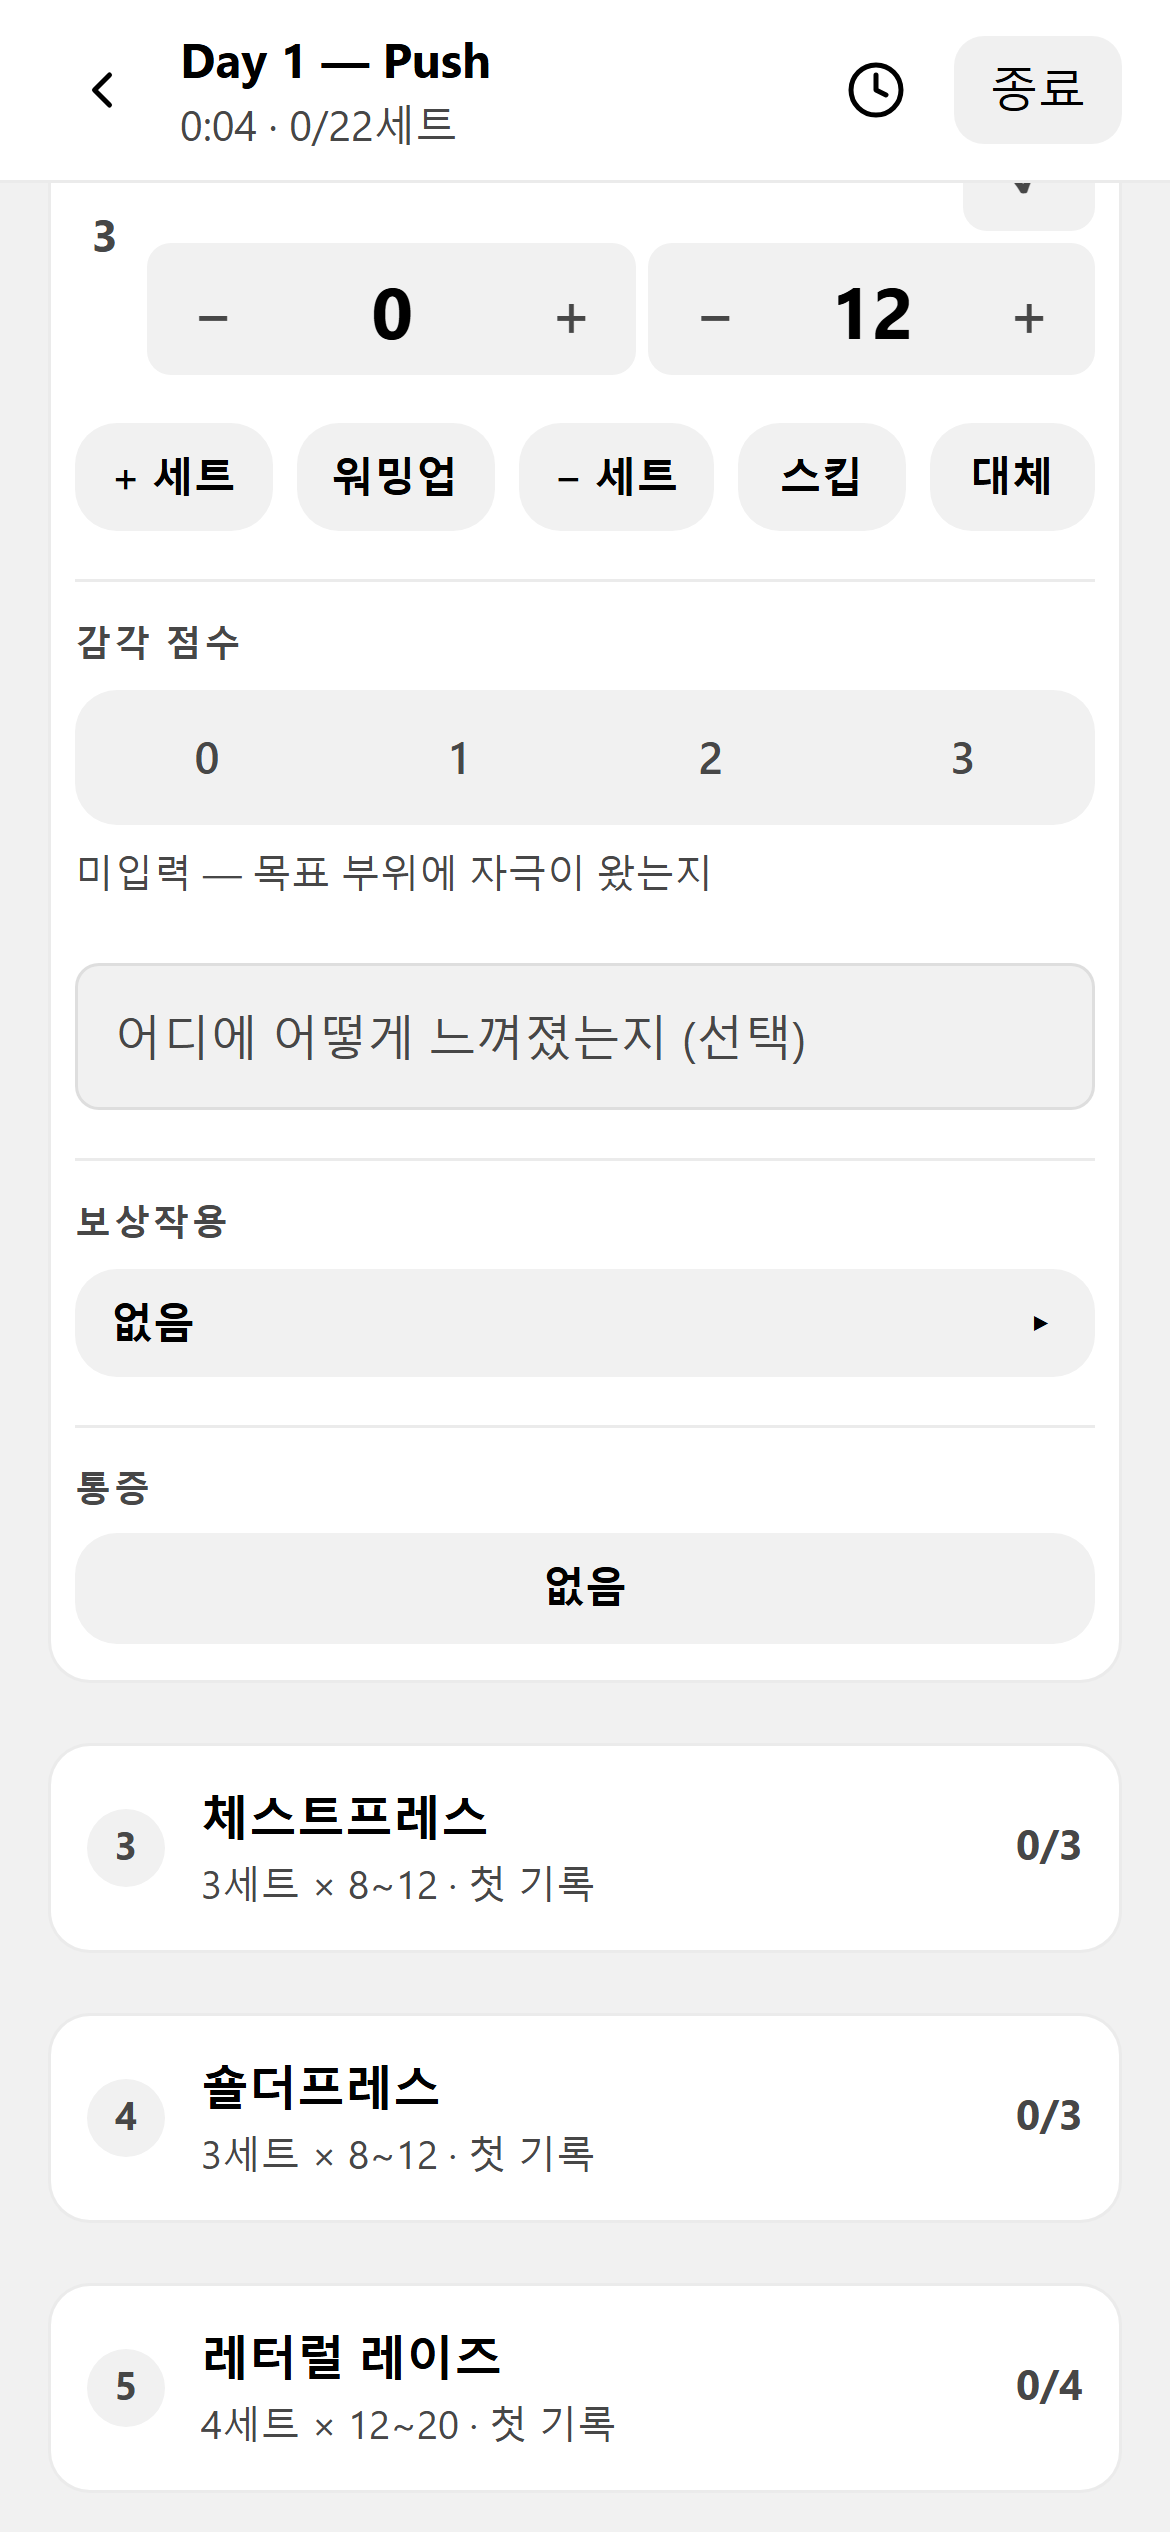 Day 1 — Push
0:04 · 0/22세트
종료
3
− 0 +
− 12 +
+ 세트
워밍업
− 세트
스킵
대체
감각 점수
0 1 2 3
미입력 — 목표 부위에 자극이 왔는지
어디에 어떻게 느껴졌는지 (선택)
보상작용
없음
통증
없음
3
체스트프레스
3세트 × 8~12 · 첫 기록
0/3
4
숄더프레스
3세트 × 8~12 · 첫 기록
0/3
5
레터럴 레이즈
4세트 × 12~20 · 첫 기록
0/4